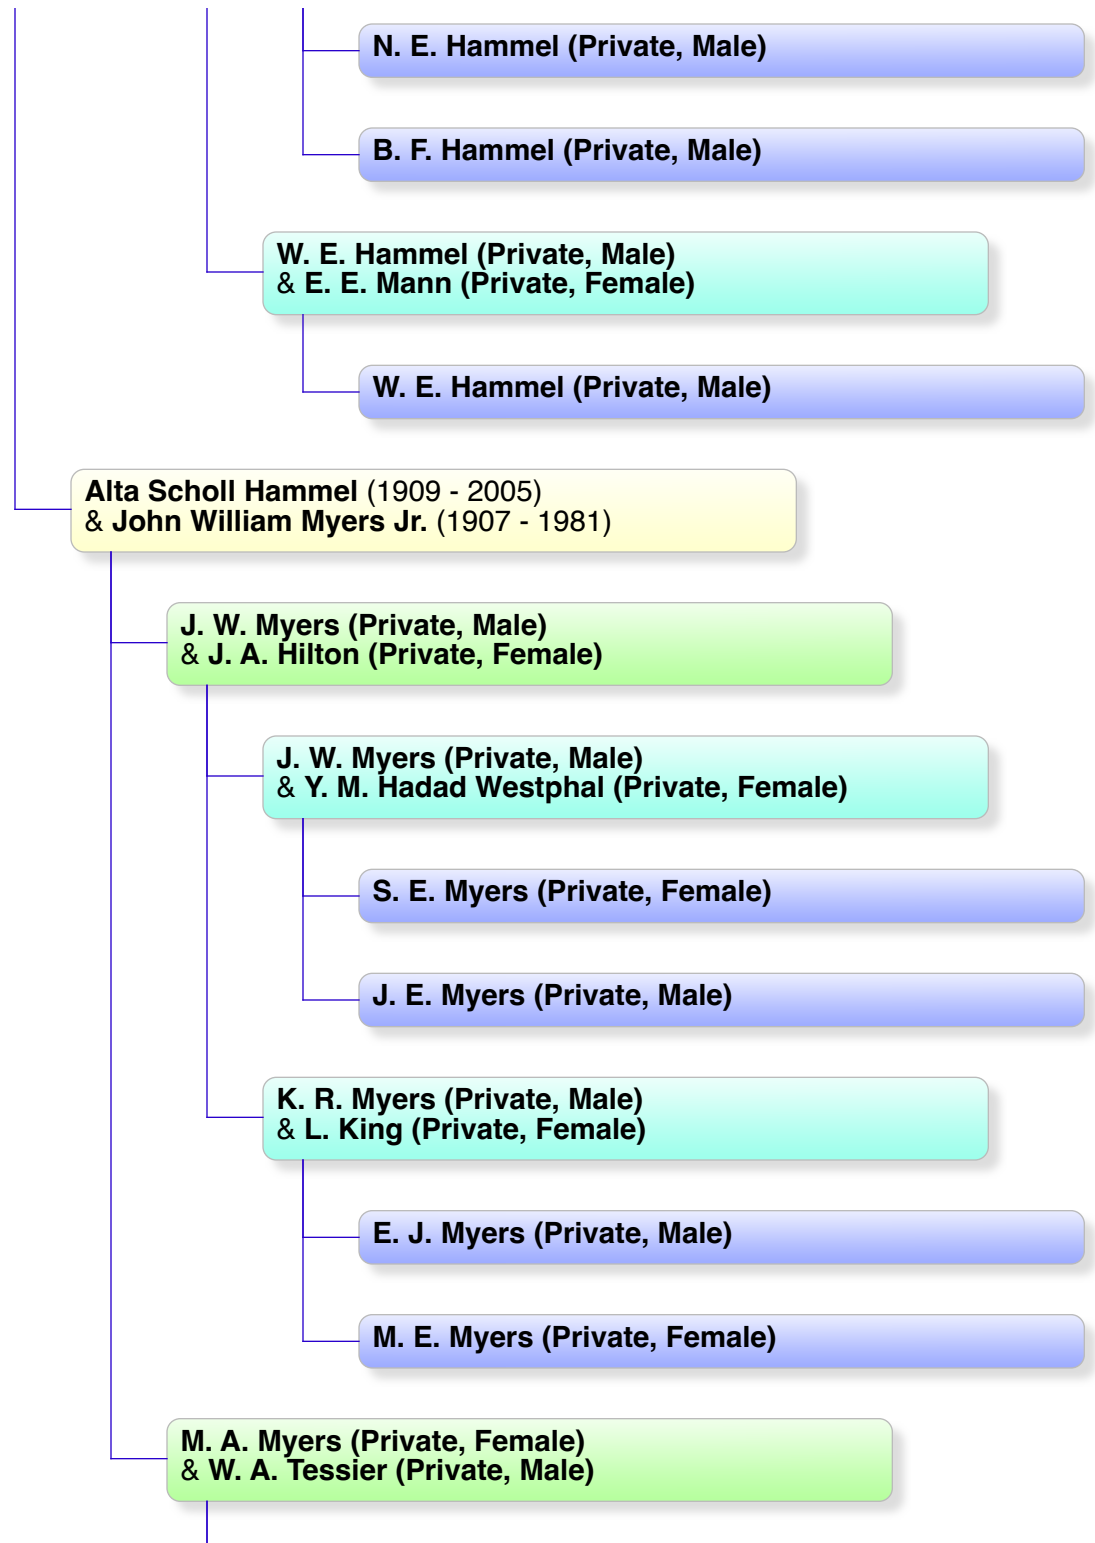 N. E. Hammel (Private, Male)
B. F. Hammel (Private, Male)
W. E. Hammel (Private, Male)
& E. E. Mann (Private, Female)
W. E. Hammel (Private, Male)
Alta Scholl Hammel (1909 - 2005)
& John William Myers Jr. (1907 - 1981)
J. W. Myers (Private, Male)
& J. A. Hilton (Private, Female)
J. W. Myers (Private, Male)
& Y. M. Hadad Westphal (Private, Female)
S. E. Myers (Private, Female)
J. E. Myers (Private, Male)
K. R. Myers (Private, Male)
& L. King (Private, Female)
E. J. Myers (Private, Male)
M. E. Myers (Private, Female)
M. A. Myers (Private, Female)
& W. A. Tessier (Private, Male)